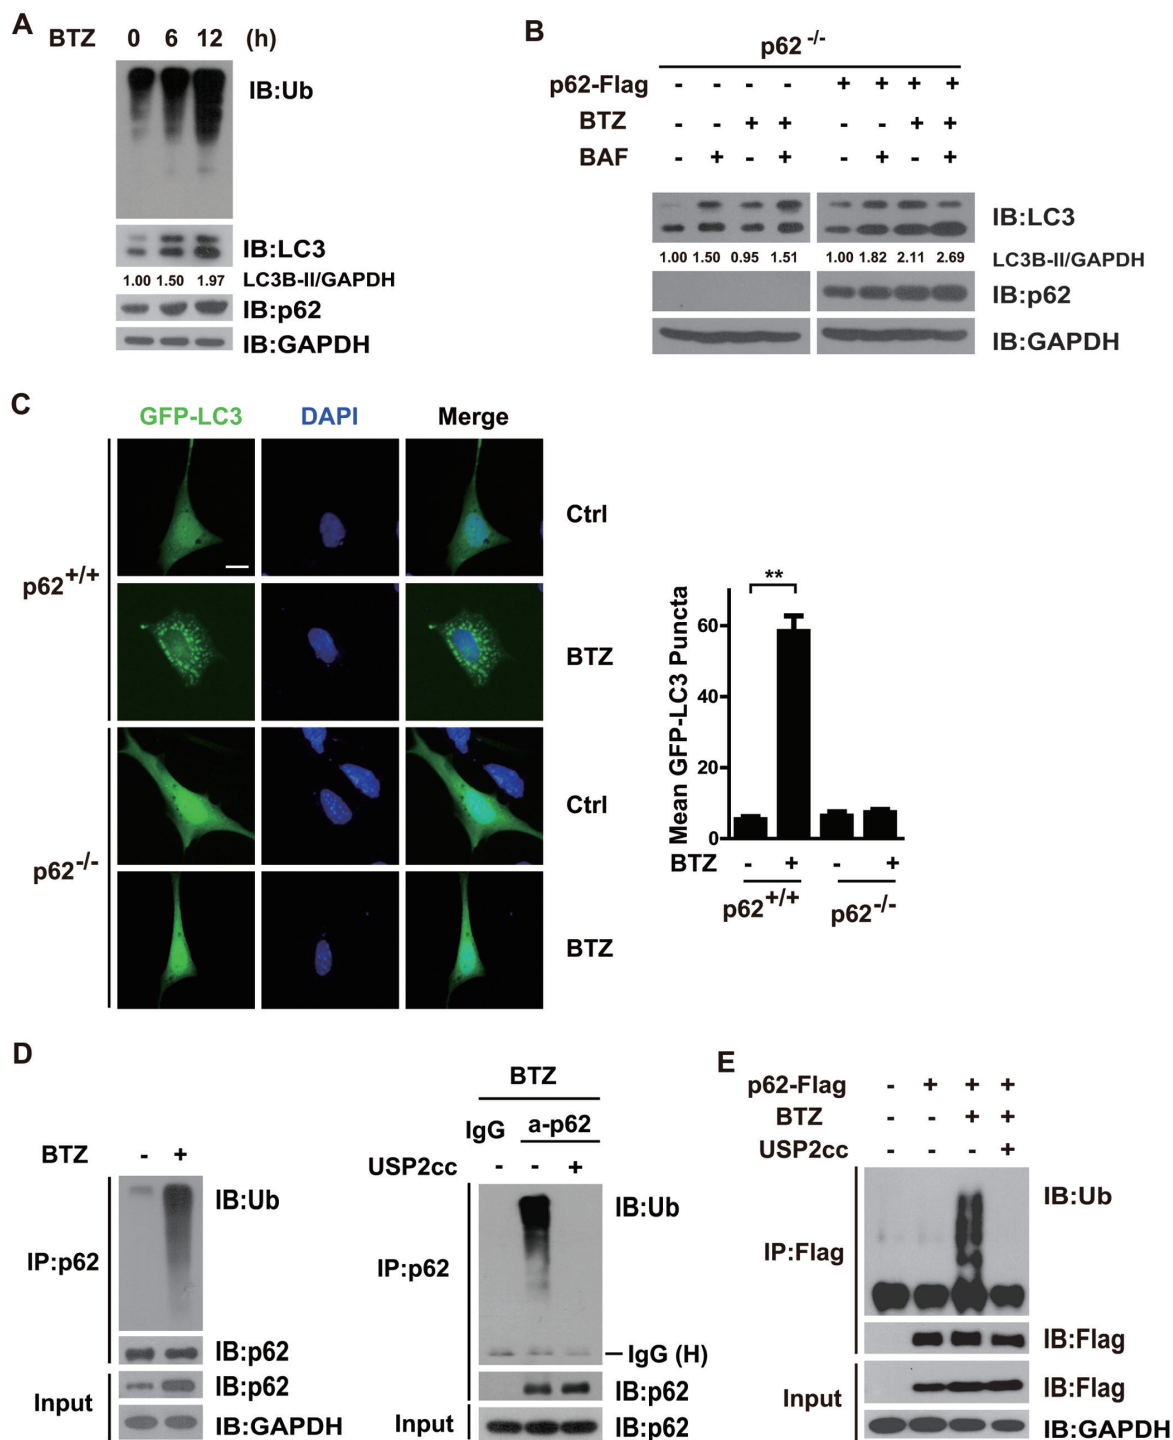 A
BTZ 0 6 12 (h)
IB:Ub
IB:LC3
1.00 1.50 1.97 LC3B-II/GAPDH
IB:p62
IB:GAPDH
B
p62 -/-
p62-Flag - - - - + + + +
BTZ - - + + - - + +
BAF - + - + - + - +
IB:LC3
1.00 1.50 0.95 1.51 1.00 1.82 2.11 2.69 LC3B-II/GAPDH
IB:p62
IB:GAPDH
C
GFP-LC3 DAPI Merge
p62+/+
Ctrl
BTZ
p62-/-
Ctrl
BTZ
Mean GFP-LC3 Puncta
**
60
40
20
0
BTZ - + - +
p62+/+ p62-/-
D
BTZ - +
IP:p62
IB:Ub
IB:p62
Input
IB:p62
IB:GAPDH
BTZ
IgG a-p62
USP2cc - - +
IP:p62
IB:Ub
IgG (H)
IB:p62
Input
IB:p62
E
p62-Flag - + + +
BTZ - - + +
USP2cc - - - +
IP:Flag
IB:Ub
IB:Flag
Input
IB:Flag
IB:GAPDH